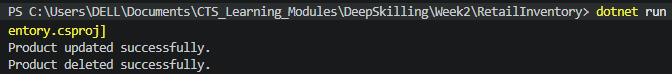 PS C:\Users\DELL\Documents\CTS_Learning_Modules\DeepSkilling\Week2\RetailInventory> dotnet run
entory.csproj]
Product updated successfully.
Product deleted successfully.